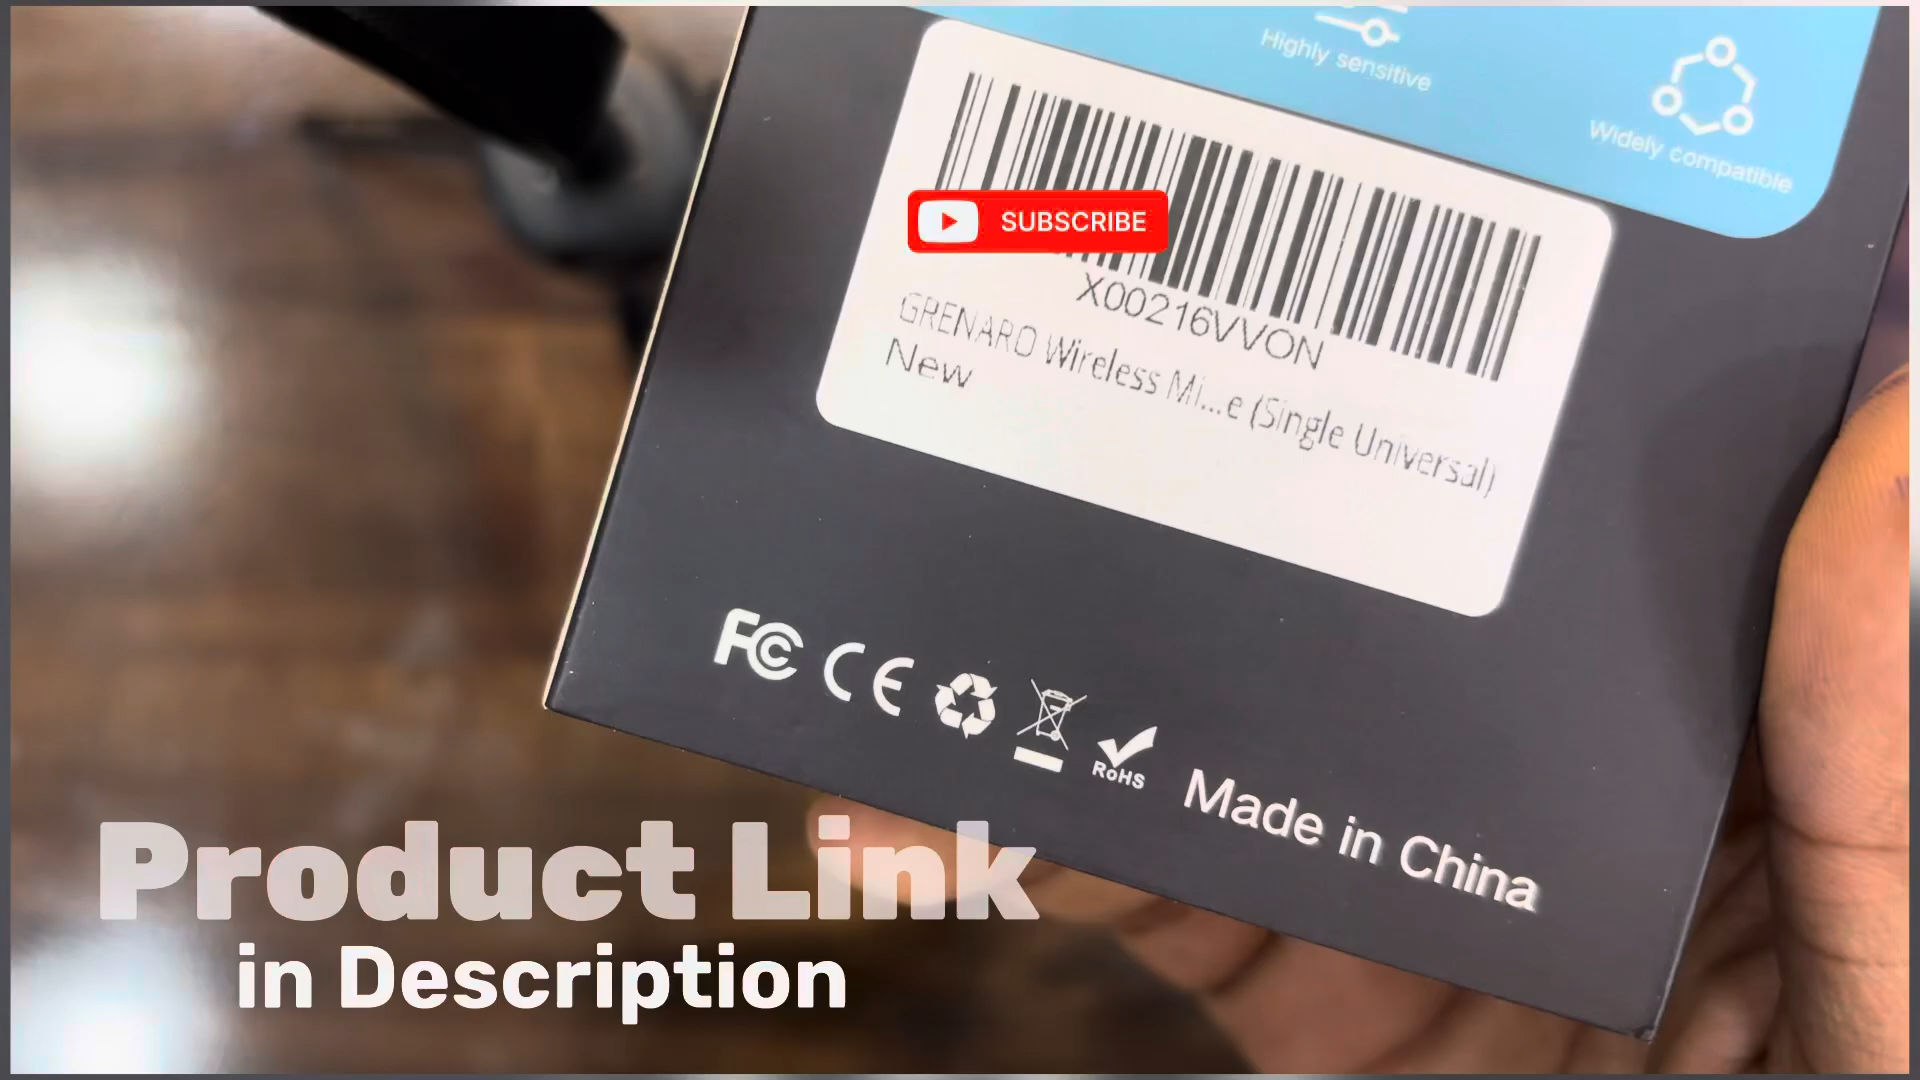 Highly sensitive
Widely compatible
SUBSCRIBE
X00216VVON
GRENARO Wireless Mi...e (Single Universal)
New
FC CE
RoHS
Made in China
Product Link
in Description